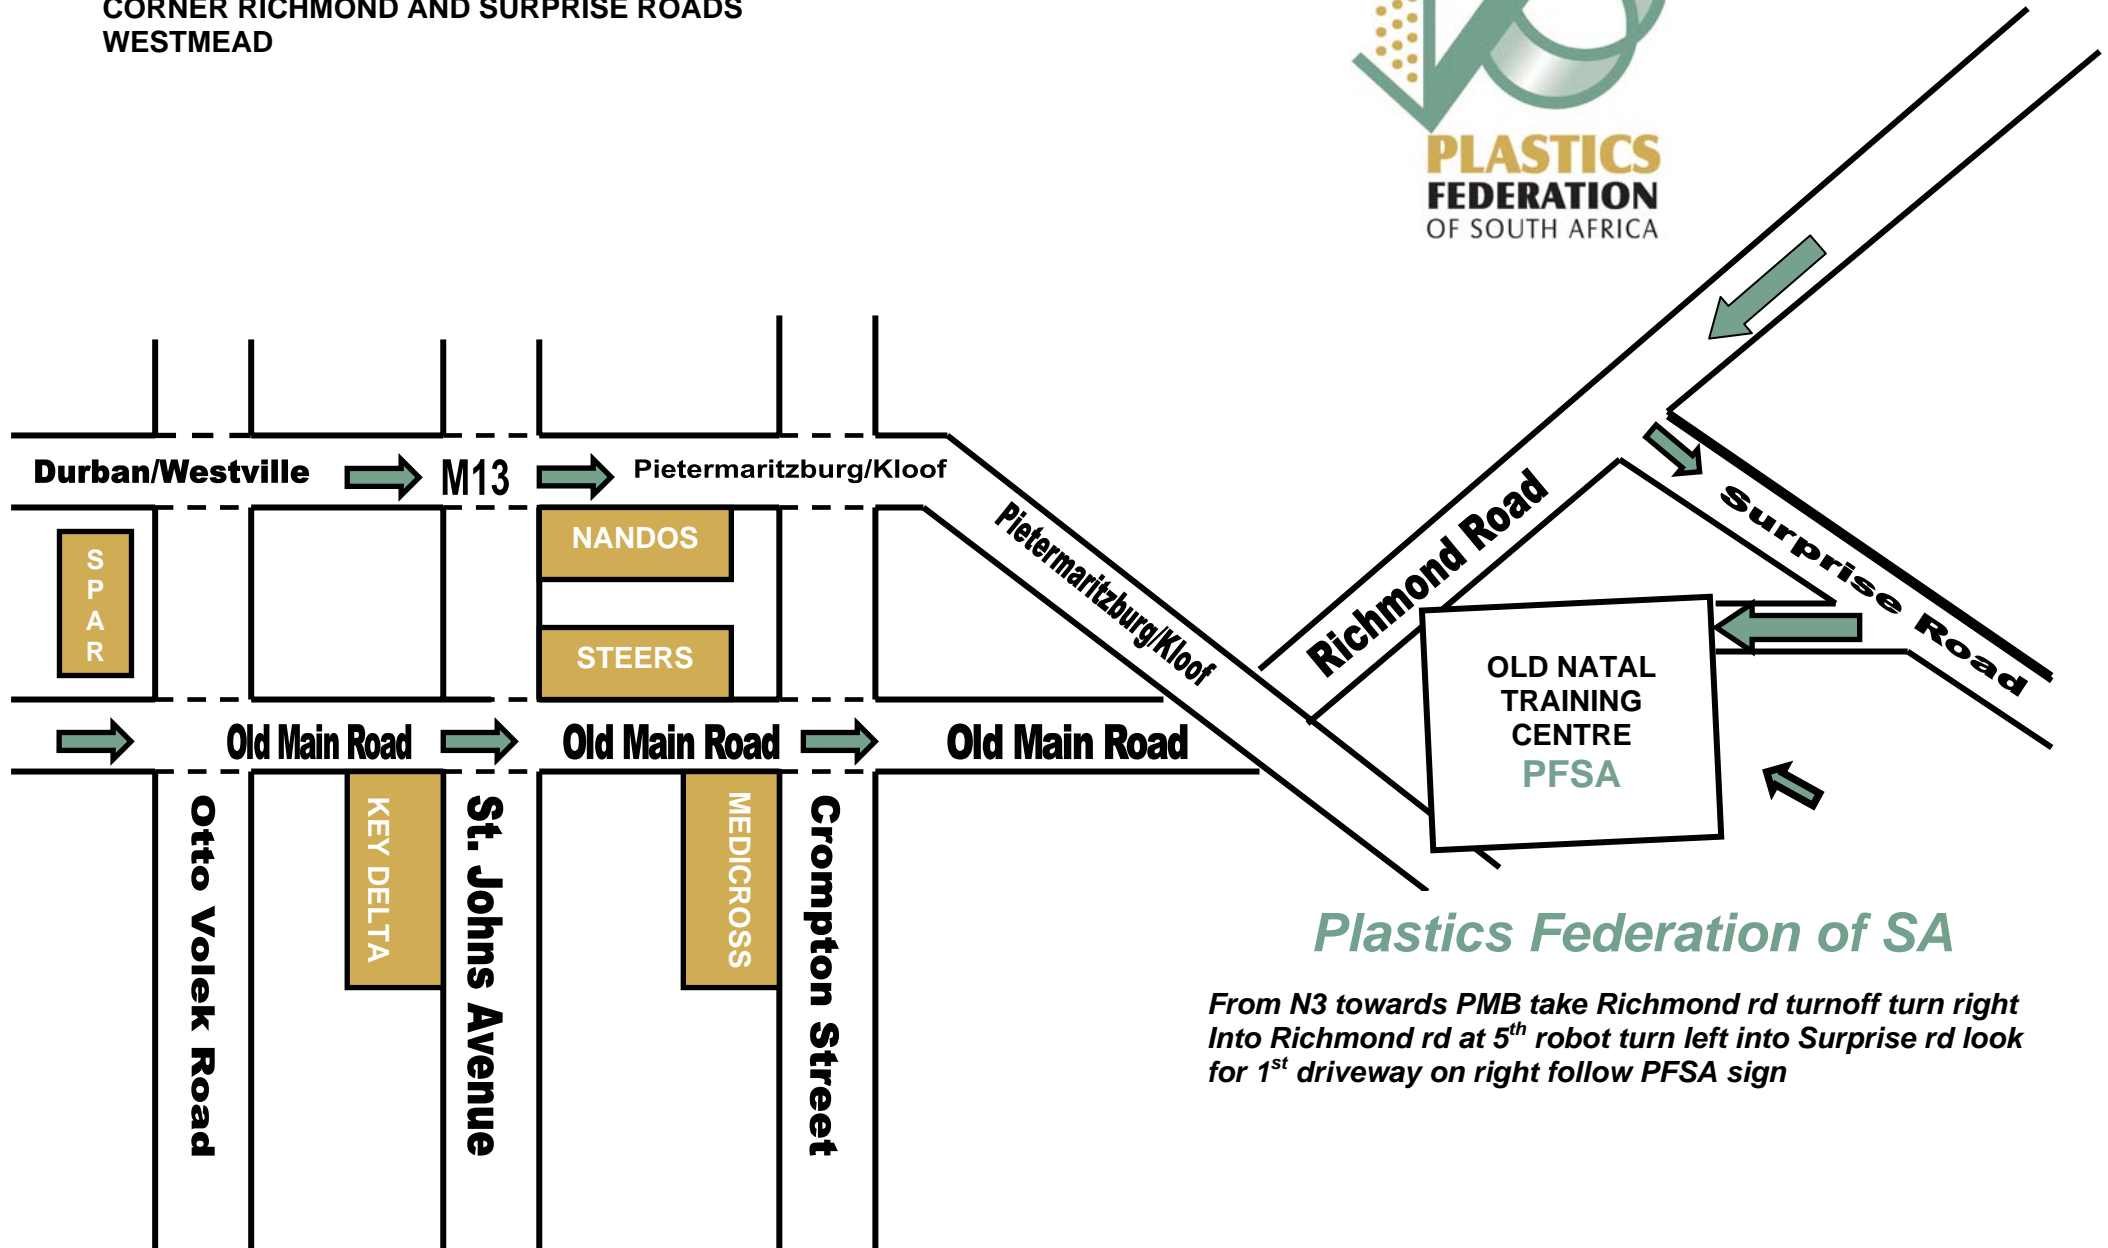 CORNER RICHMOND AND SURPRISE ROADS
WESTMEAD
PLASTICS
FEDERATION
OF SOUTH AFRICA
Durban/Westville
M13
Pietermaritzburg/Kloof
Pietermaritzburg/Kloof
Richmond Road
Surprise Road
SPAR
NANDOS
STEERS
Old Main Road
Old Main Road
Old Main Road
OLD NATAL
TRAINING
CENTRE
PFSA
Otto Volek Road
KEY DELTA
St. Johns Avenue
MEDICROSS
Crompton Street
Plastics Federation of SA
From N3 towards PMB take Richmond rd turnoff turn right
Into Richmond rd at 5th robot turn left into Surprise rd look
for 1st driveway on right follow PFSA sign